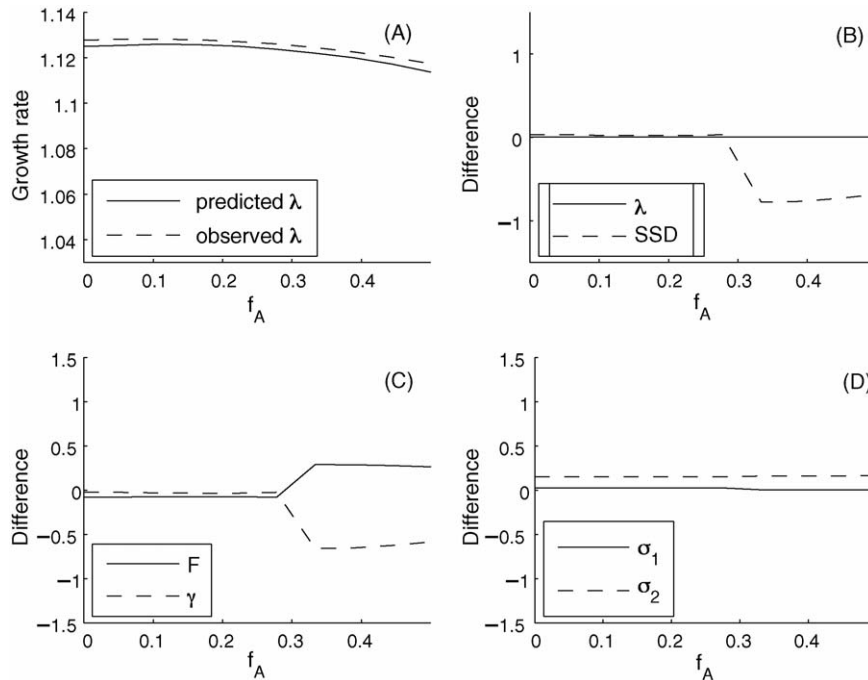 (A)
1.14
1.12
1.1
1.08
1.06
1.04
Growth rate
predicted λ
observed λ
0 0.1 0.2 0.3 0.4
f_A
(B)
1
0
−1
Difference
λ
SSD
0 0.1 0.2 0.3 0.4
f_A
(C)
1.5
1
0.5
0
−0.5
−1
−1.5
Difference
F
γ
0 0.1 0.2 0.3 0.4
f_A
(D)
1.5
1
0.5
0
−0.5
−1
−1.5
Difference
σ_1
σ_2
0 0.1 0.2 0.3 0.4
f_A